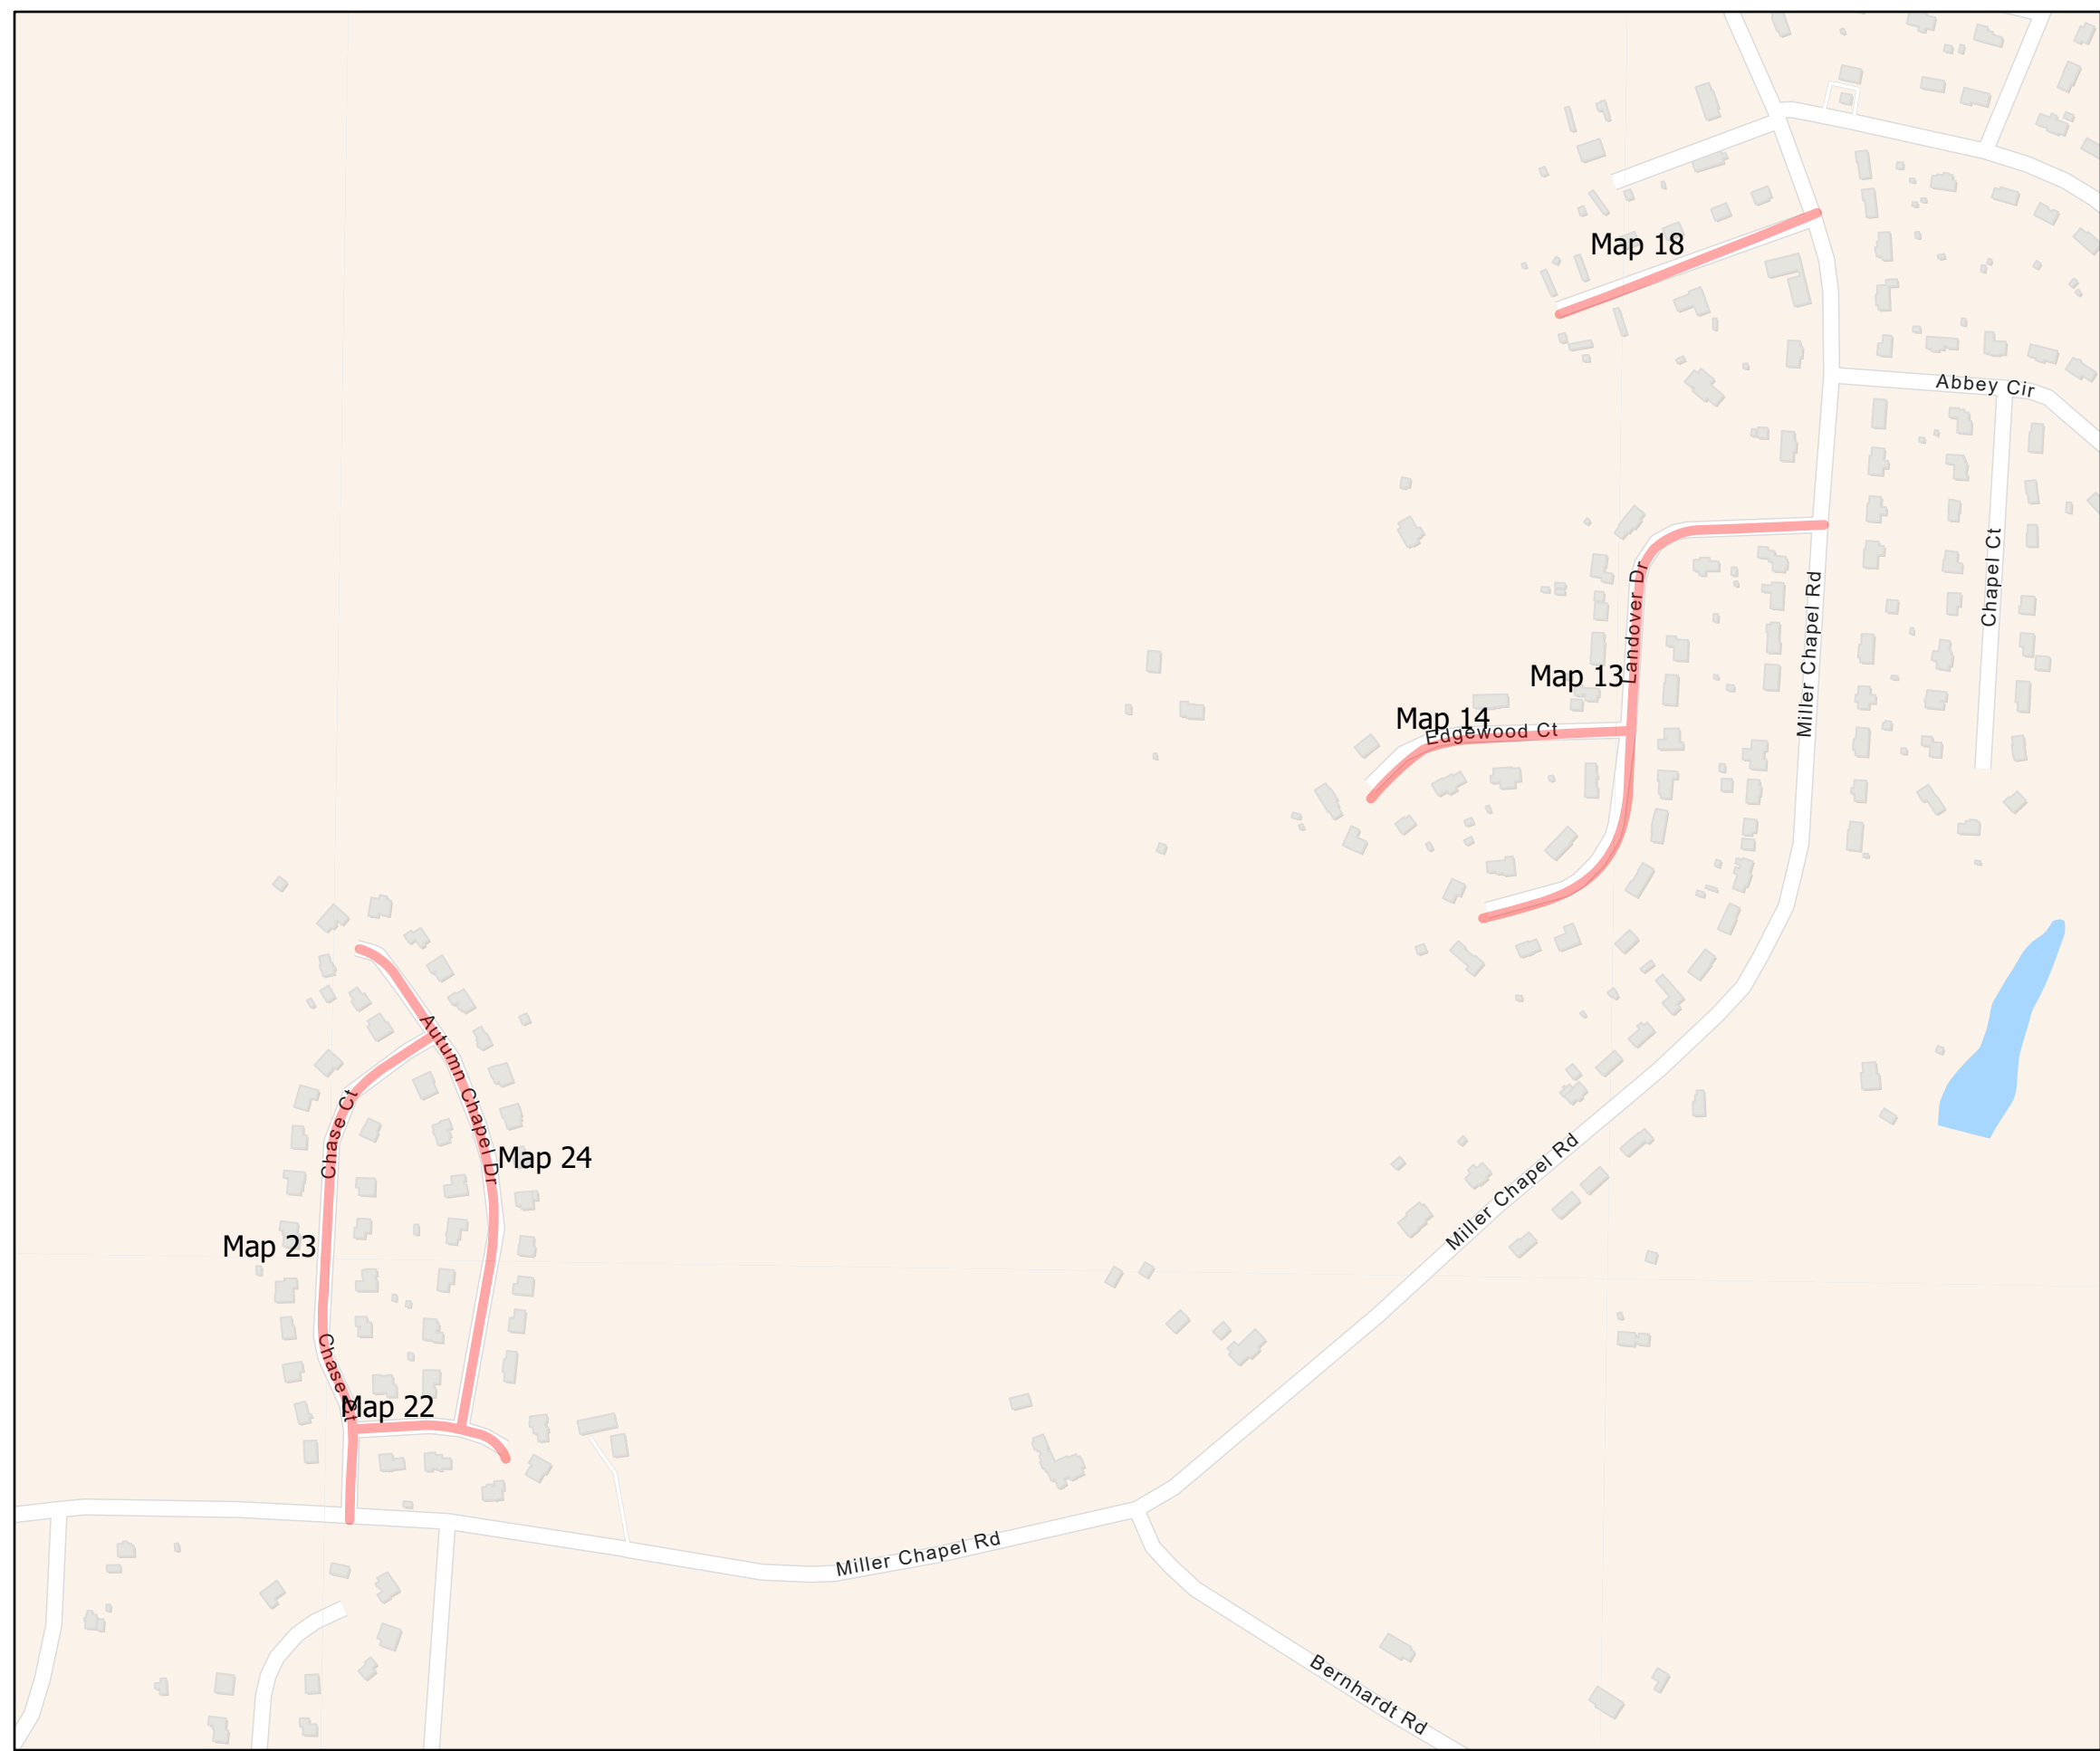 Map 18
Abbey Cir
Chapel Ct
Landover Dr
Miller Chapel Rd
Map 13
Map 14
Edgewood Ct
Autumn Chapel Dr
Chase Ct
Map 24
Miller Chapel Rd
Map 23
Chase Ct
Map 22
Miller Chapel Rd
Bernhardt Rd